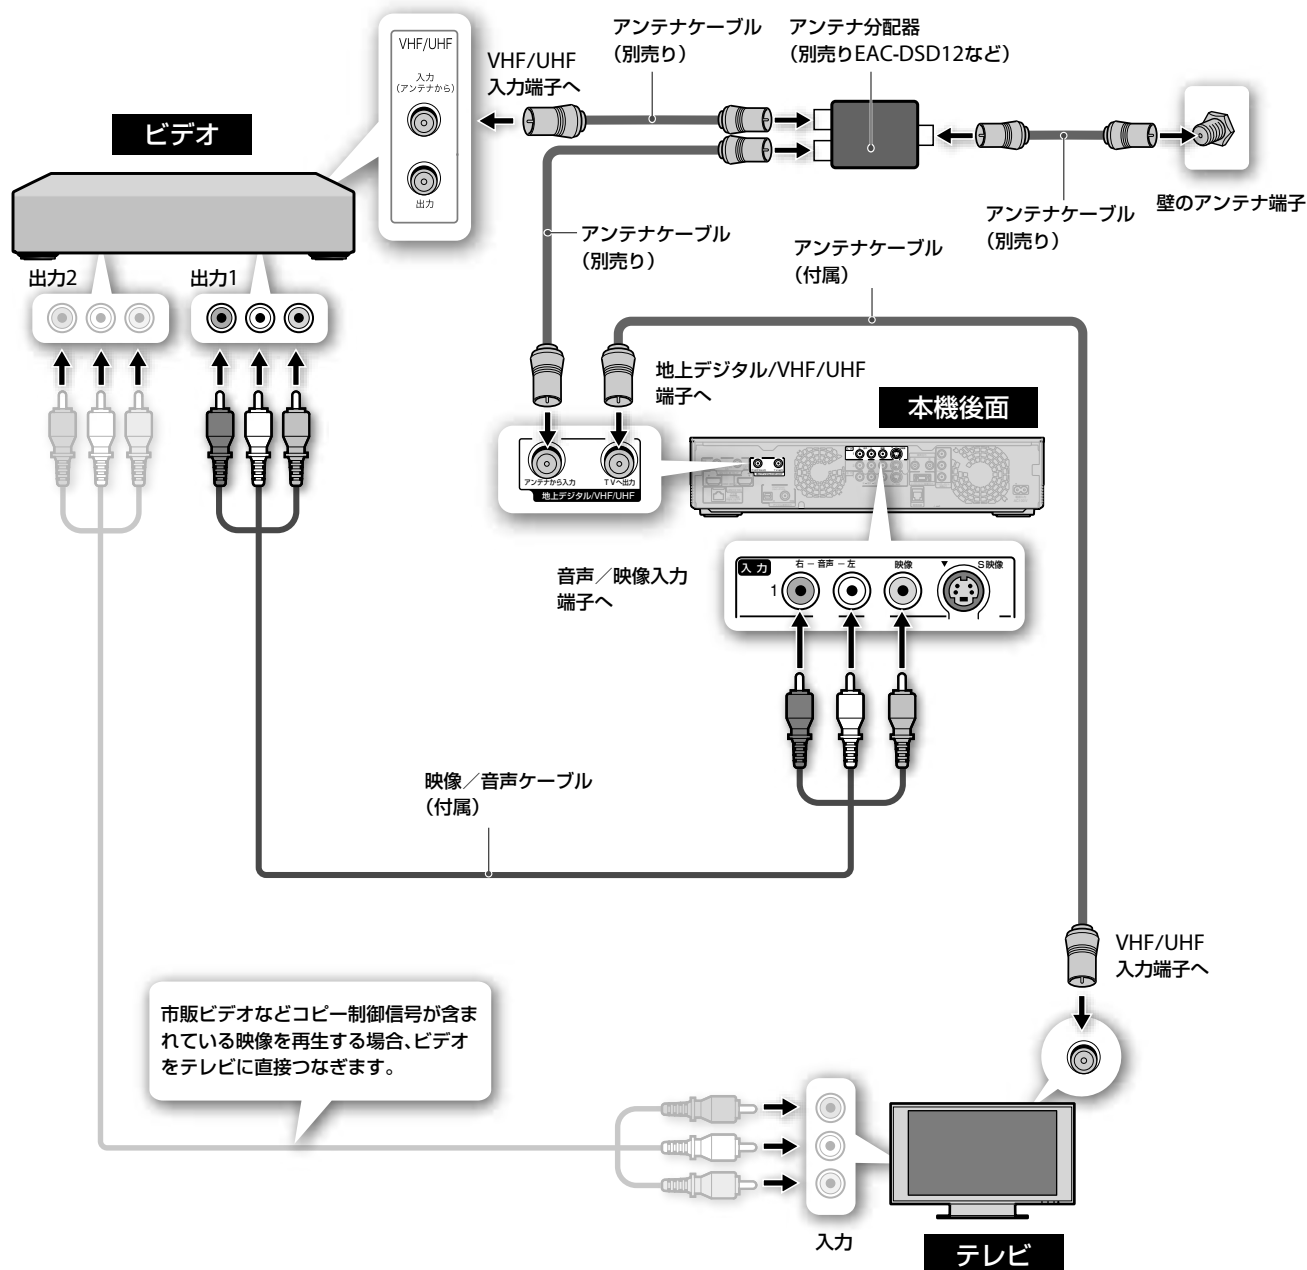 アンテナケーブル
(別売り)
アンテナ分配器
(別売りEAC-DSD12など)
VHF/UHF
入力
(アンテナから)
出力
VHF/UHF
入力端子へ
ビデオ
壁のアンテナ端子
アンテナケーブル
(別売り)
アンテナケーブル
(別売り)
アンテナケーブル
(付属)
出力2
出力1
地上デジタル/VHF/UHF
端子へ
本機後面
アンテナから入力
TVへ出力
地上デジタル/VHF/UHF
音声/映像入力
端子へ
入力
右-音声-左
映像
S映像
1
映像/音声ケーブル
(付属)
VHF/UHF
入力端子へ
市販ビデオなどコピー制御信号が含ま
れている映像を再生する場合、ビデオ
をテレビに直接つなぎます。
入力
テレビ